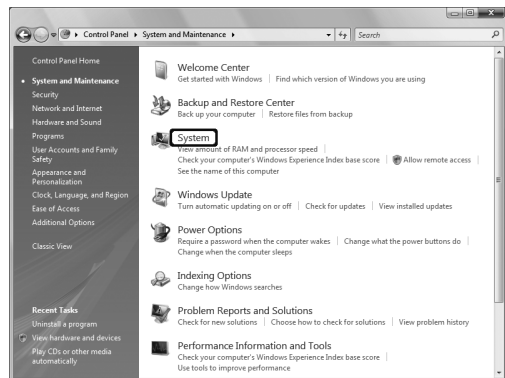 Control Panel ▸ System and Maintenance ▸
Search
Control Panel Home
• System and Maintenance
Security
Network and Internet
Hardware and Sound
Programs
User Accounts and Family
Safety
Appearance and
Personalization
Clock, Language, and Region
Ease of Access
Additional Options
Classic View
Recent Tasks
Uninstall a program
View hardware and devices
Play CDs or other media
automatically
Welcome Center
Get started with Windows | Find which version of Windows you are using
Backup and Restore Center
Back up your computer | Restore files from backup
System
View amount of RAM and processor speed |
Check your computer's Windows Experience Index base score | Allow remote access |
See the name of this computer
Windows Update
Turn automatic updating on or off | Check for updates | View installed updates
Power Options
Require a password when the computer wakes | Change what the power buttons do |
Change when the computer sleeps
Indexing Options
Change how Windows searches
Problem Reports and Solutions
Check for new solutions | Choose how to check for solutions | View problem history
Performance Information and Tools
Check your computer's Windows Experience Index base score |
Use tools to improve performance